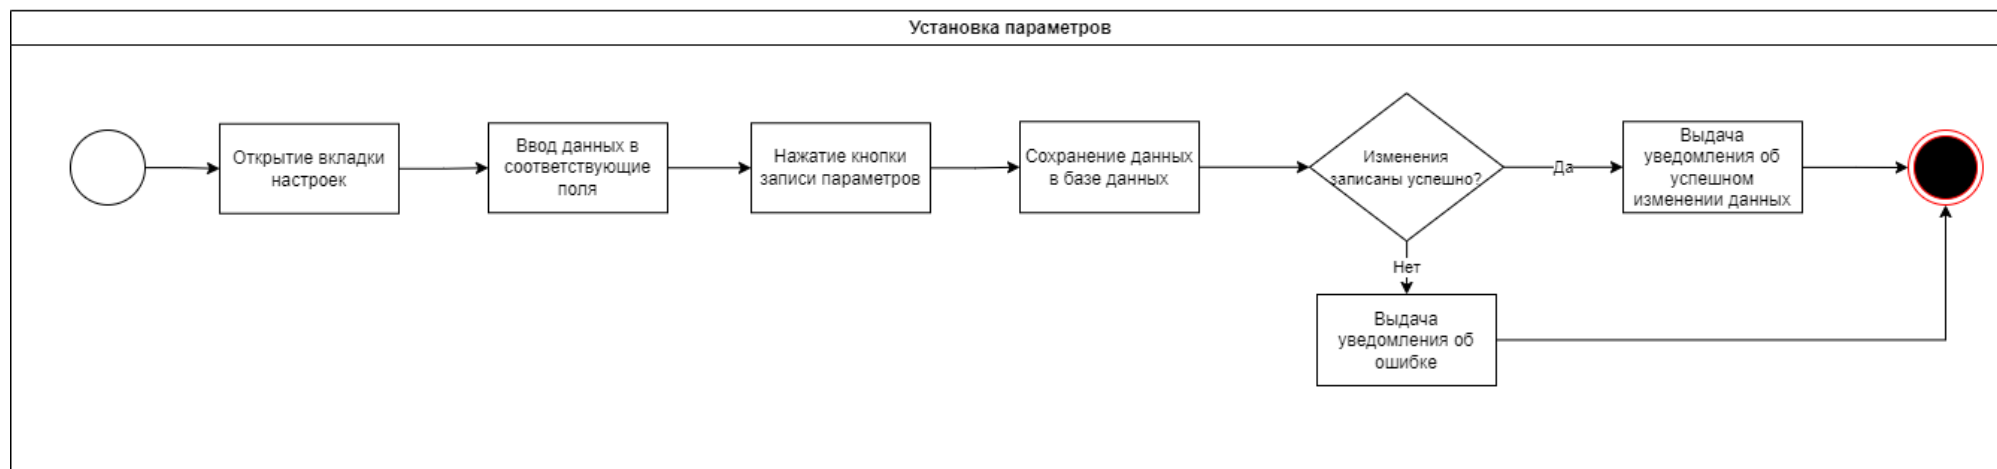 Установка параметров
Открытие вкладки
настроек
Ввод данных в
соответствующие
поля
Нажатие кнопки
записи параметров
Сохранение данных
в базе данных
Изменения
записаны успешно?
Да
Выдача
уведомления об
успешном
изменении данных
Нет
Выдача
уведомления об
ошибке